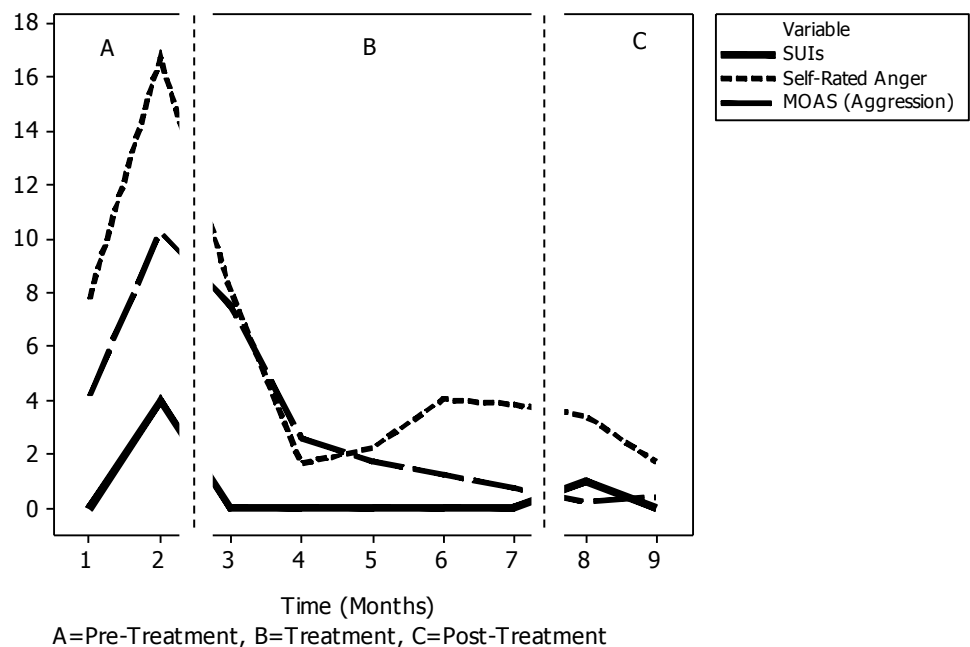 18
16
14
12
10
8
6
4
2
0
A
B
C
Variable
SUIs
Self-Rated Anger
MOAS (Aggression)
1 2 3 4 5 6 7 8 9
Time (Months)
A=Pre-Treatment, B=Treatment, C=Post-Treatment